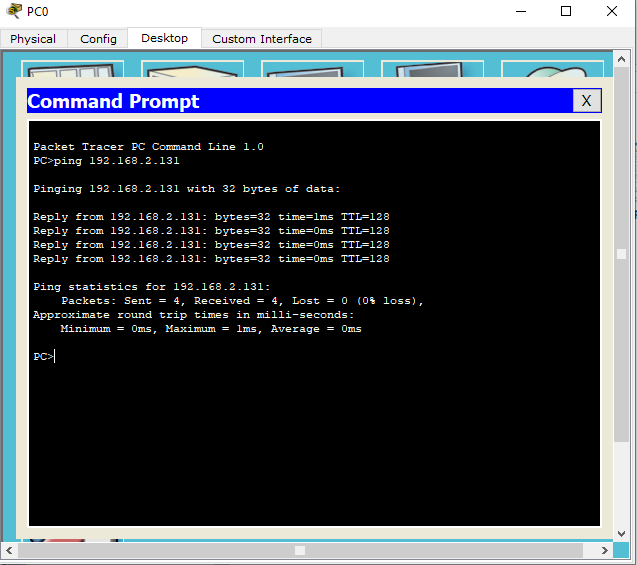 PC0
Physical Config Desktop Custom Interface
Command Prompt X
Packet Tracer PC Command Line 1.0
PC>ping 192.168.2.131
Pinging 192.168.2.131 with 32 bytes of data:
Reply from 192.168.2.131: bytes=32 time=1ms TTL=128
Reply from 192.168.2.131: bytes=32 time=0ms TTL=128
Reply from 192.168.2.131: bytes=32 time=0ms TTL=128
Reply from 192.168.2.131: bytes=32 time=0ms TTL=128
Ping statistics for 192.168.2.131:
Packets: Sent = 4, Received = 4, Lost = 0 (0% loss),
Approximate round trip times in milli-seconds:
Minimum = 0ms, Maximum = 1ms, Average = 0ms
PC>